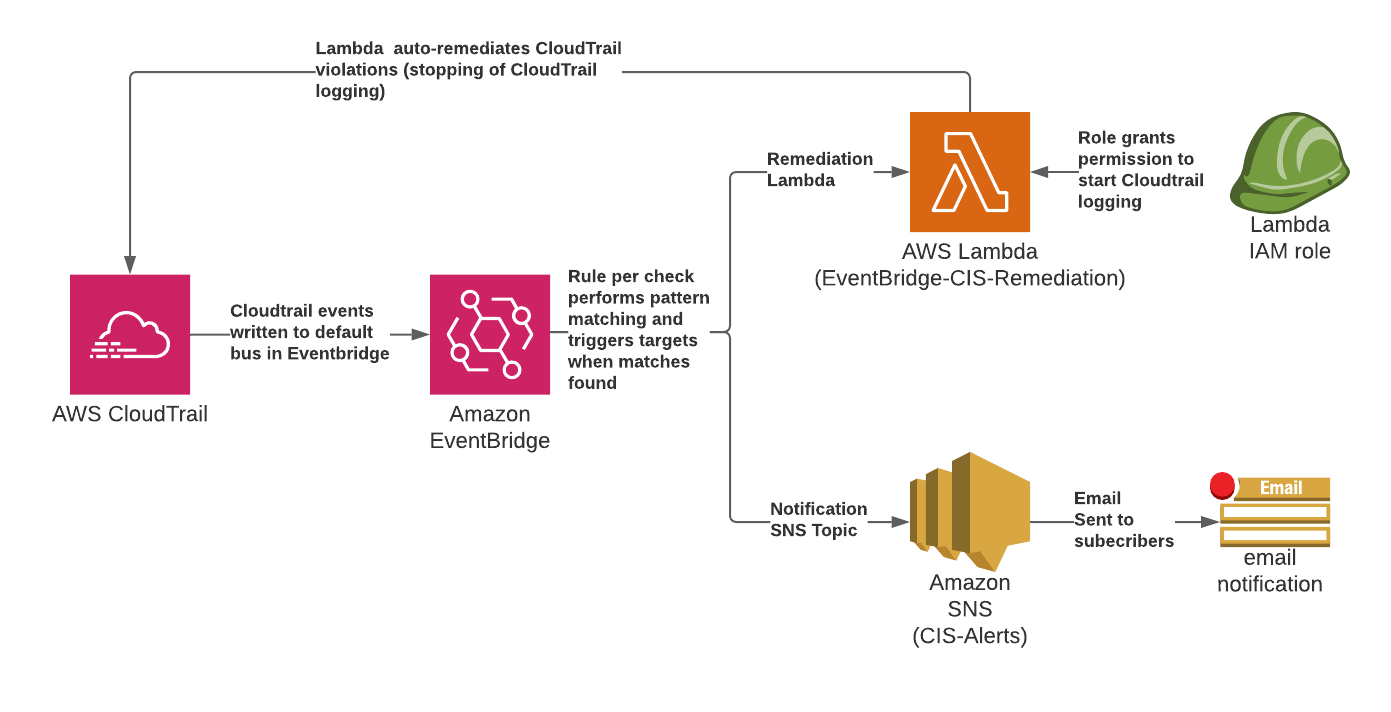 Lambda  auto-remediates CloudTrail
violations (stopping of CloudTrail
logging)
Remediation
Lambda
Role grants
permission to
start Cloudtrail
logging
Lambda
IAM role
AWS Lambda
(EventBridge-CIS-Remediation)
Cloudtrail events
written to default
bus in Eventbridge
Rule per check
performs pattern
matching and
triggers targets
when matches
found
AWS CloudTrail
Amazon
EventBridge
Notification
SNS Topic
Email
Sent to
subecribers
Email
email
notification
Amazon
SNS
(CIS-Alerts)